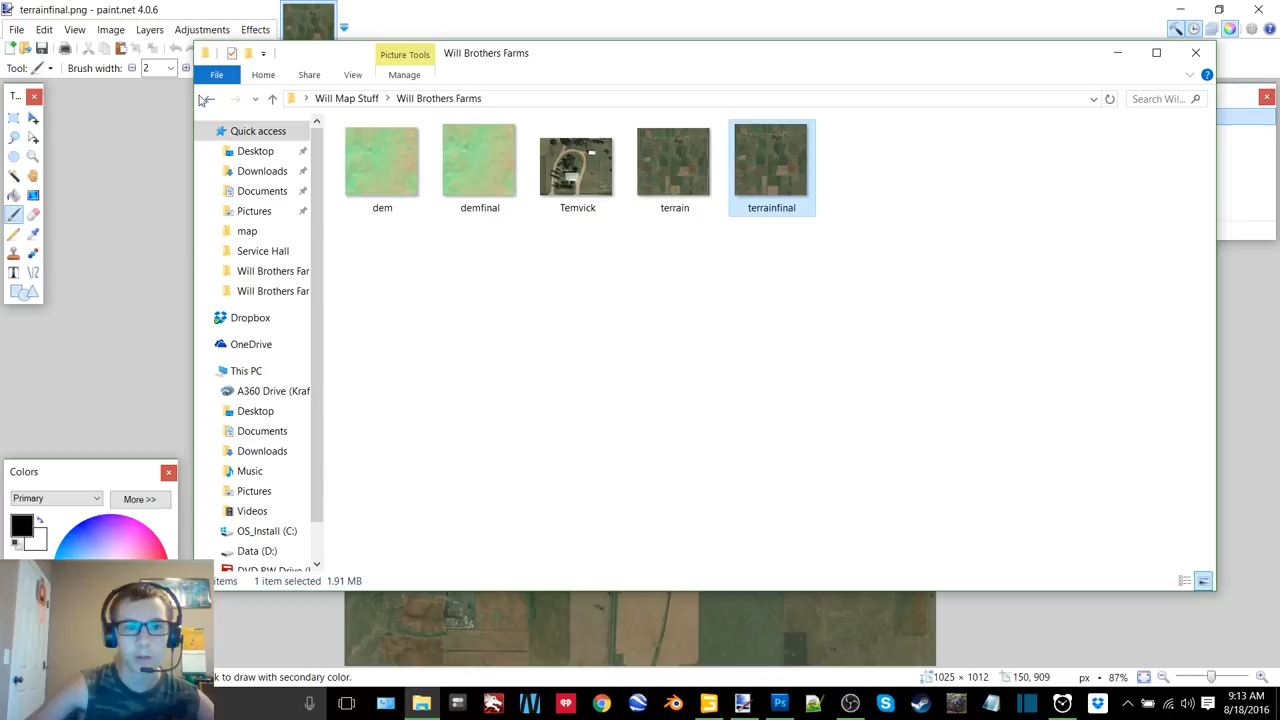 terrainfinal.png - paint.net 4.0.6
File Edit View Image Layers Adjustments Effects
Tool: Brush width: 2
Picture Tools Will Brothers Farms
File Home Share View Manage
Will Map Stuff Will Brothers Farms Search Wil...
T...
Quick access
Desktop
Downloads
Documents
Pictures
map
Service Hall
Will Brothers Far
Will Brothers Far
Dropbox
OneDrive
This PC
A360 Drive (Kraf
Desktop
Documents
Downloads
Music
Pictures
Videos
OS_Install (C:)
Data (D:)
dem demfinal Temvick terrain terrainfinal
Colors
Primary More >>
items 1 item selected 1.91 MB
k to draw with secondary color. 1025 × 1012 150, 909 px 87%
9:13 AM
8/18/2016